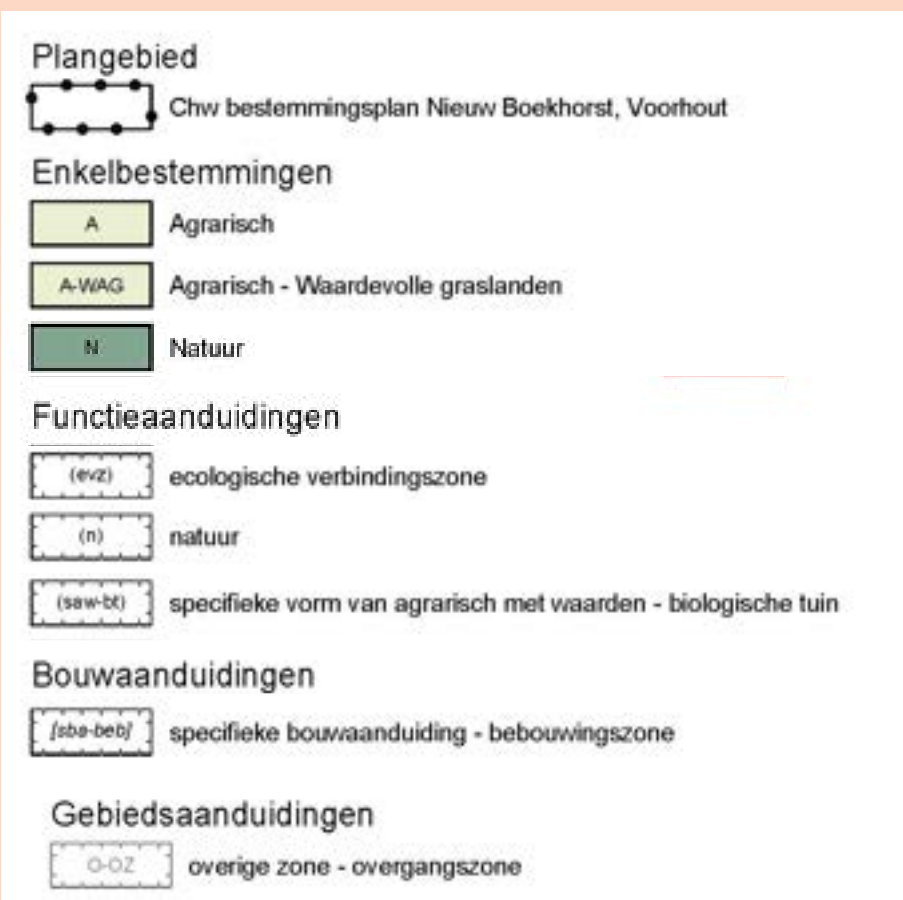 Plangebied
Chw bestemmingsplan Nieuw Boekhorst, Voorhout
Enkelbestemmingen
A Agrarisch
A-WAG Agrarisch - Waardevolle graslanden
N Natuur
Functieaanduidingen
(evz) ecologische verbindingszone
(n) natuur
(saw-bt) specifieke vorm van agrarisch met waarden - biologische tuin
Bouwaanduidingen
[sba-beb] specifieke bouwaanduiding - bebouwingszone
Gebiedsaanduidingen
O-OZ overige zone - overgangszone